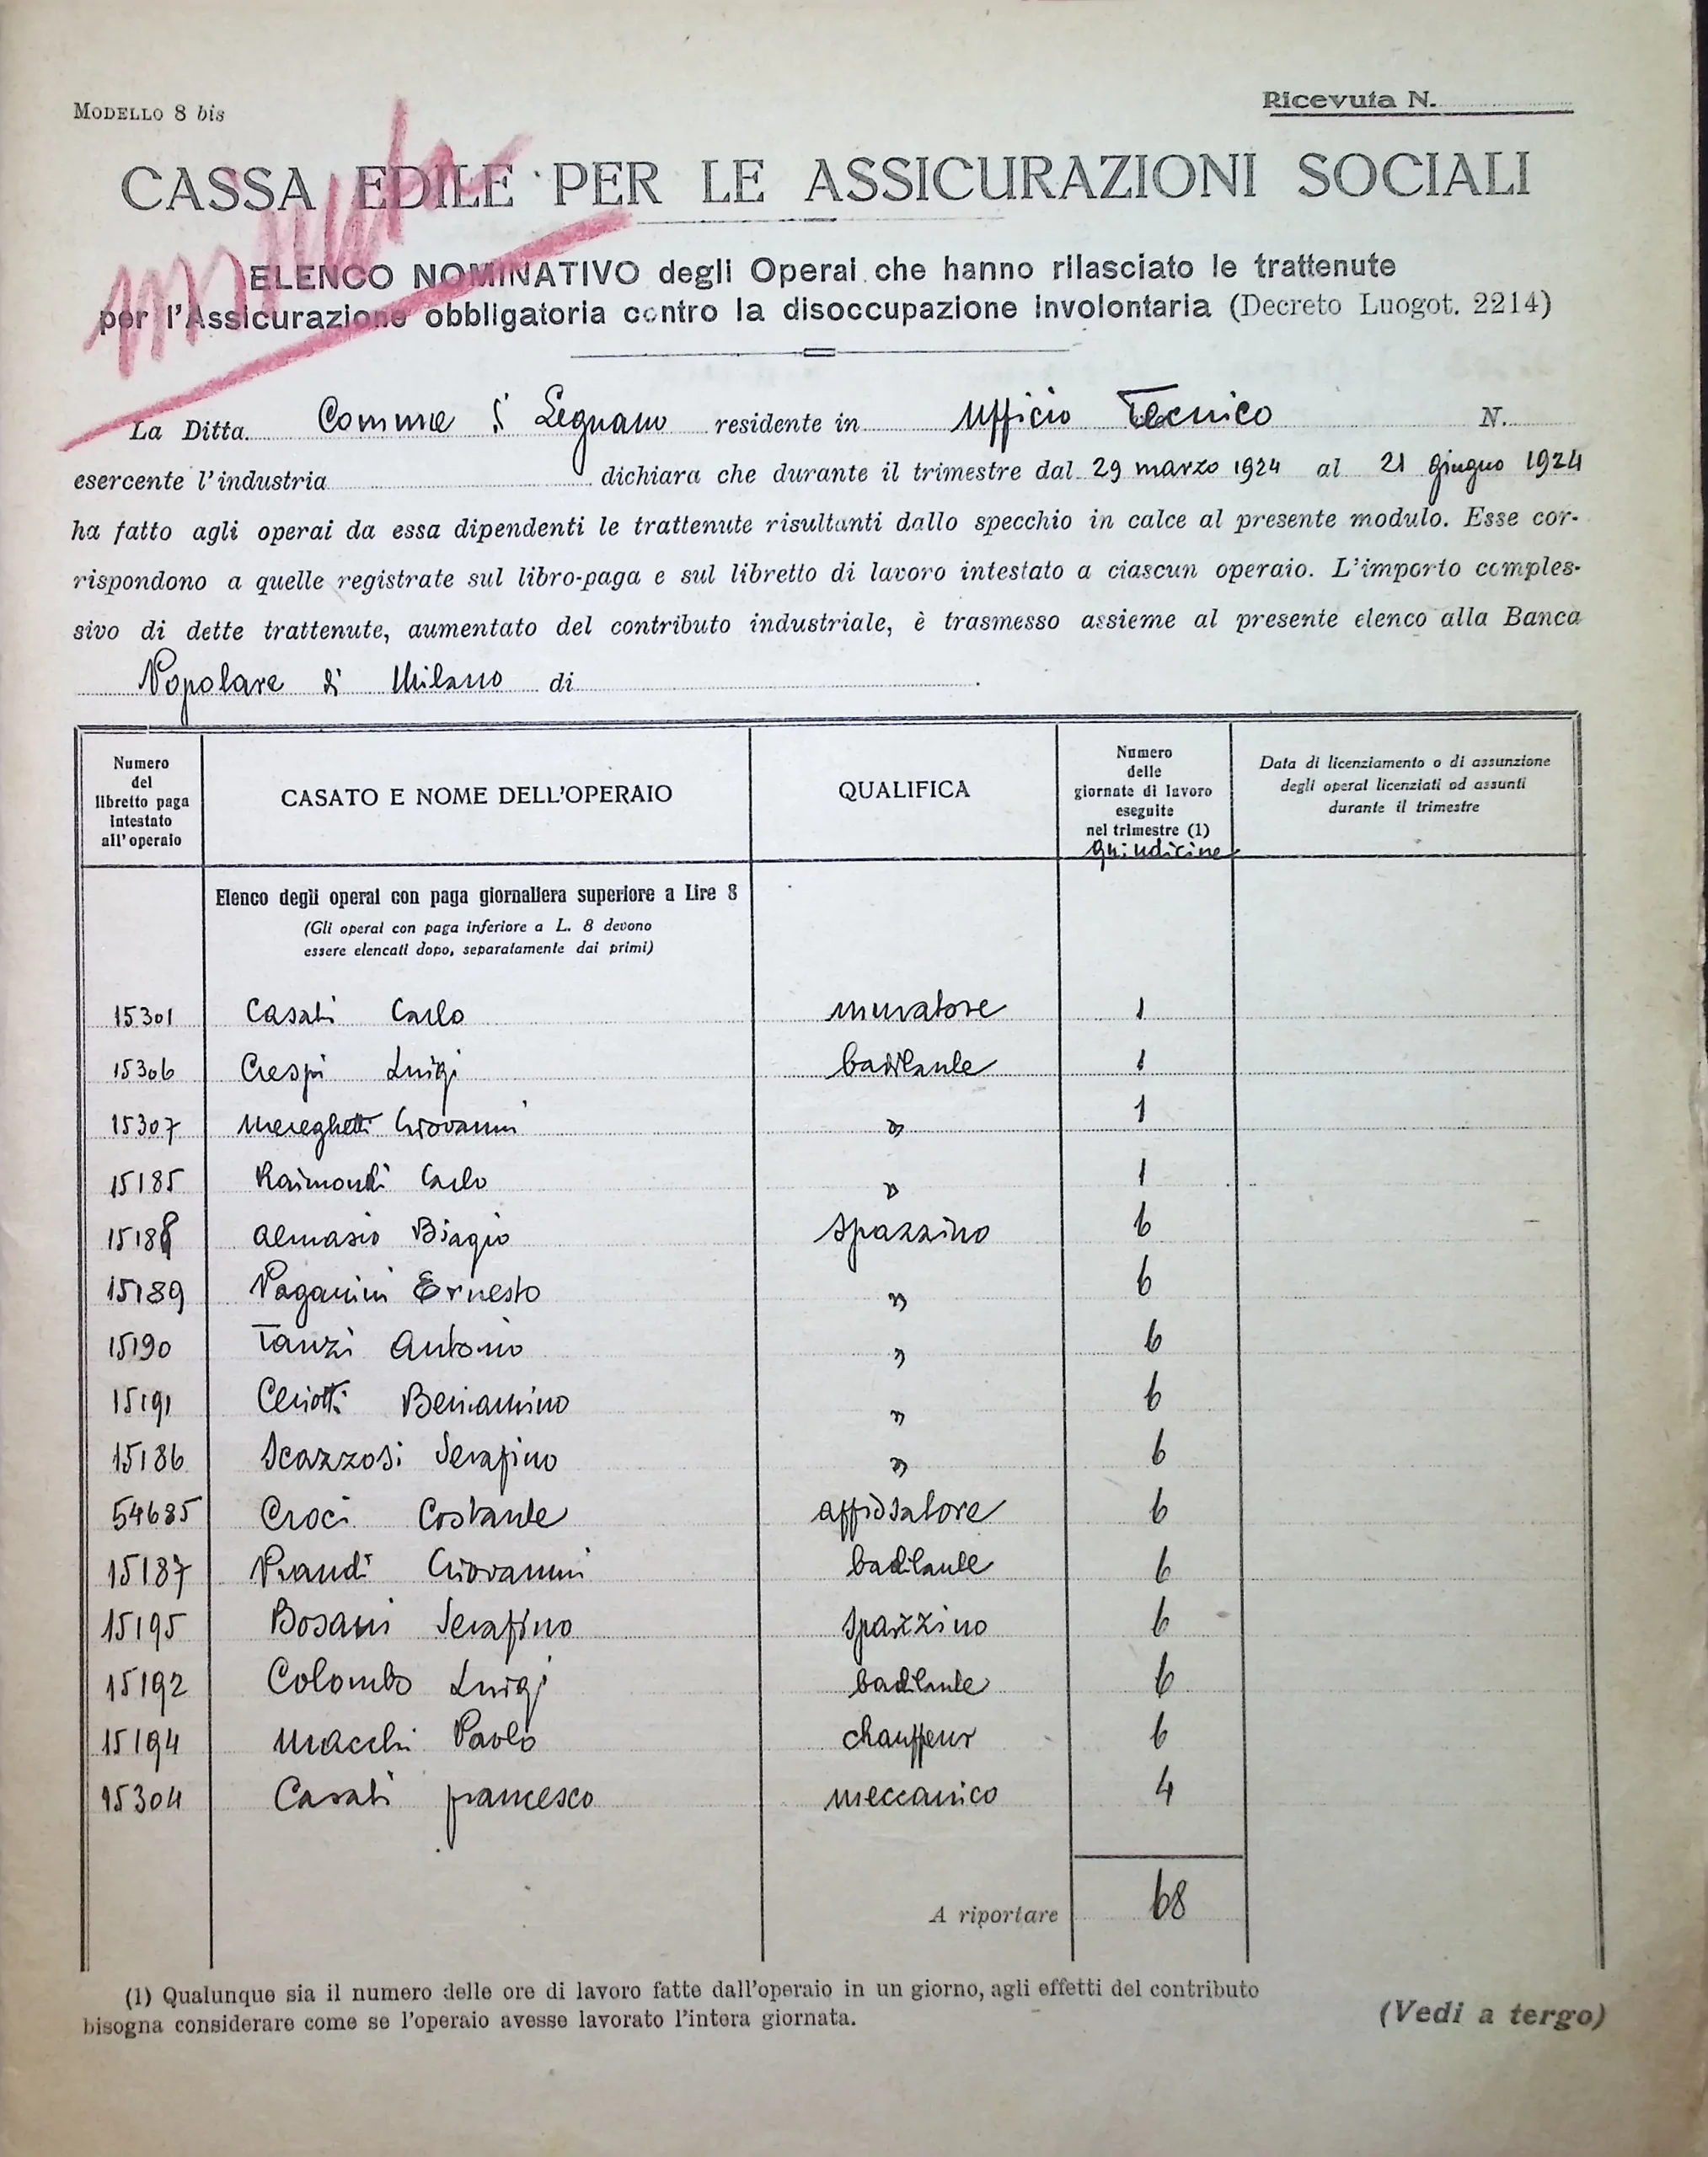 MODELLO 8 bis
Ricevuta N.
CASSA EDILE PER LE ASSICURAZIONI SOCIALI
ELENCO NOMINATIVO degli Operai che hanno rilasciato le trattenute
per l'Assicurazione obbligatoria contro la disoccupazione involontaria (Decreto Luogot. 2214)
La Ditta Comune di Legnano residente in Ufficio Tecnico N.
esercente l'industria dichiara che durante il trimestre dal 29 marzo 1924 al 21 giugno 1924
ha fatto agli operai da essa dipendenti le trattenute risultanti dallo specchio in calce al presente modulo. Esse cor-
rispondono a quelle registrate sul libro-paga e sul libretto di lavoro intestato a ciascun operaio. L'importo comples-
sivo di dette trattenute, aumentato del contributo industriale, è trasmesso assieme al presente elenco alla Banca
Popolare di Milano di
Numero del libretto paga intestato all'operaio
CASATO E NOME DELL'OPERAIO
QUALIFICA
Numero delle giornate di lavoro eseguite nel trimestre (1)
Quindicine
Data di licenziamento o di assunzione degli operai licenziati od assunti durante il trimestre
Elenco degli operai con paga giornaliera superiore a Lire 8
(Gli operai con paga inferiore a L. 8 devono
essere elencati dopo, separatamente dai primi)
15301 Casati Carlo muratore 1
15306 Crespi Luigi badilante 1
15307 Mereghetti Giovanni " 1
15185 Raimondi Carlo " 1
15188 Almasio Biagio spazzino 6
15189 Paganini Ernesto " 6
15190 Tanzi Antonio " 6
15191 Ceriotti Beniamino " 6
15186 Scazzosi Serafino " 6
54685 Croci Costante affissatore 6
15187 Prandi Giovanni badilante 6
15195 Bosani Serafino spazzino 6
15192 Colombo Luigi badilante 6
15194 Macchi Paolo chauffeur 6
15304 Casati francesco meccanico 4
A riportare 68
(1) Qualunque sia il numero delle ore di lavoro fatte dall'operaio in un giorno, agli effetti del contributo
bisogna considerare come se l'operaio avesse lavorato l'intera giornata.
(Vedi a tergo)